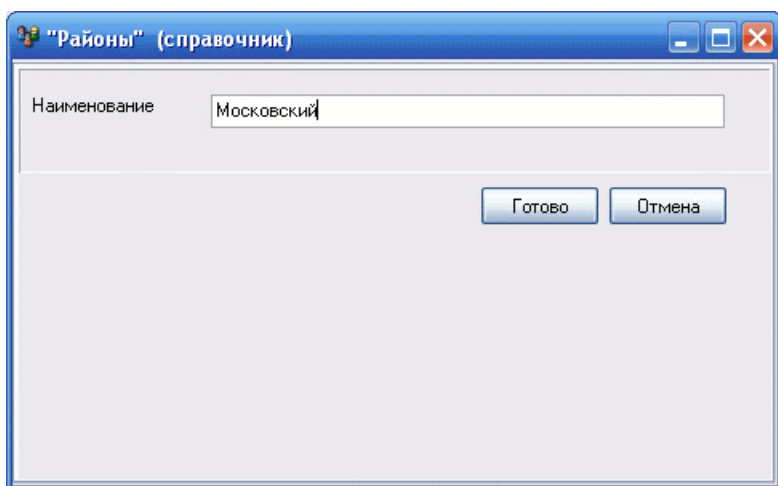 "Районы" (справочник)
Наименование Московский
Готово Отмена